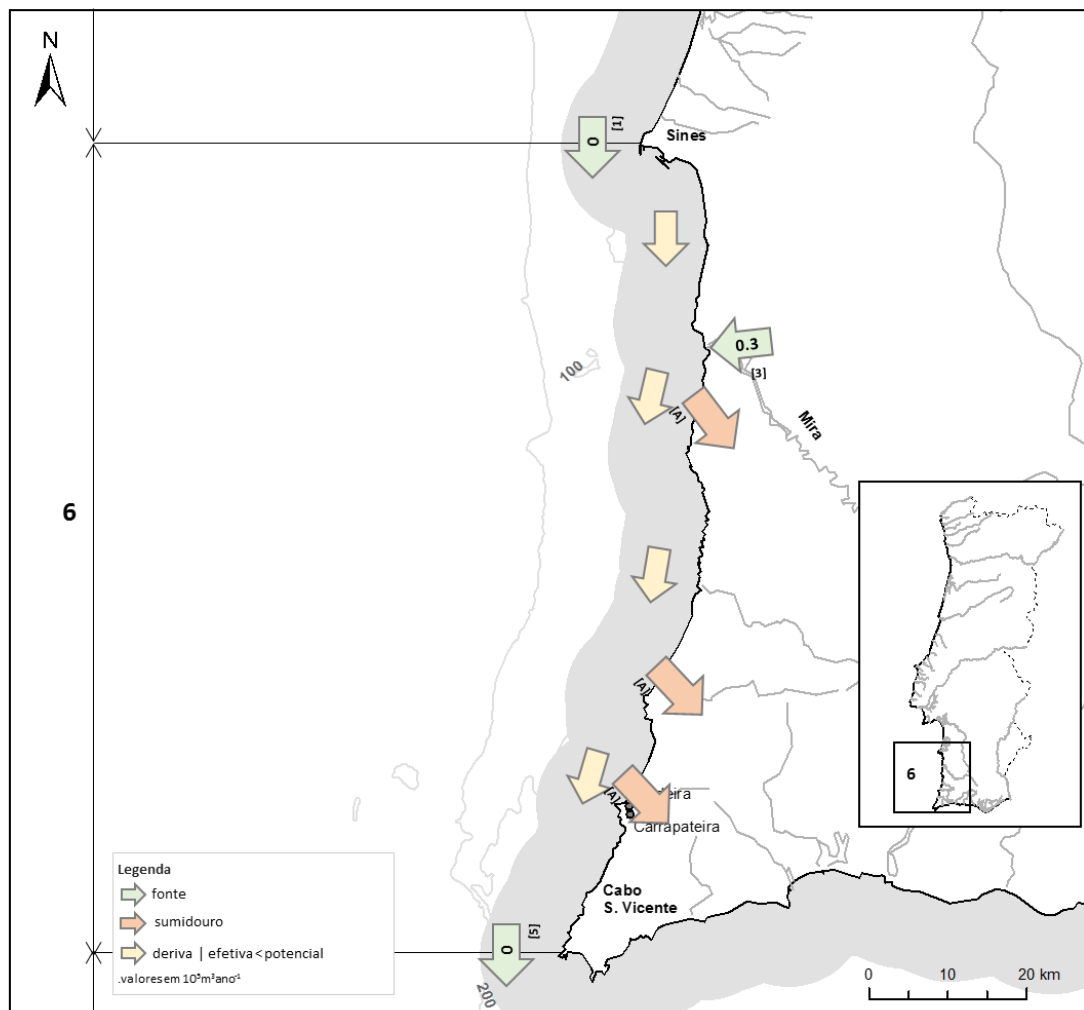 N
Sines
0
[1]
0.3
[3]
100
[A]
Mira
6
[A]
6
[A]
eira
Carrapateira
Legenda
fonte
sumidouro
deriva | efetiva < potencial
.valores em 10⁵m³ano⁻¹
Cabo
S. Vicente
0
[5]
200
0 10 20 km